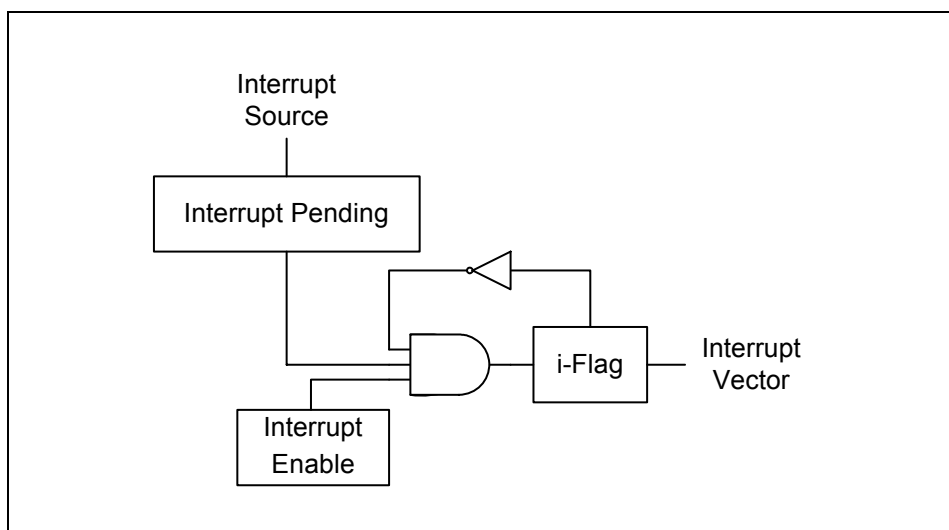 Interrupt
Source
Interrupt Pending
i-Flag
Interrupt
Vector
Interrupt
Enable